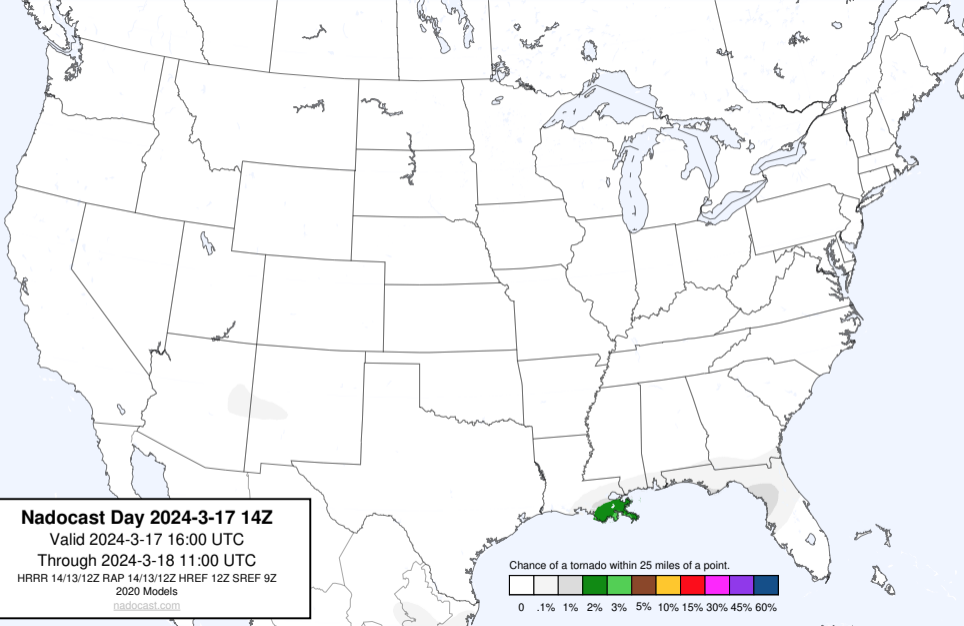 Nadocast Day 2024-3-17 14Z
Valid 2024-3-17 16:00 UTC
Through 2024-3-18 11:00 UTC
HRRR 14/13/12Z RAP 14/13/12Z HREF 12Z SREF 9Z
2020 Models
nadocast.com
Chance of a tornado within 25 miles of a point.
0 .1% 1% 2% 3% 5% 10% 15% 30% 45% 60%